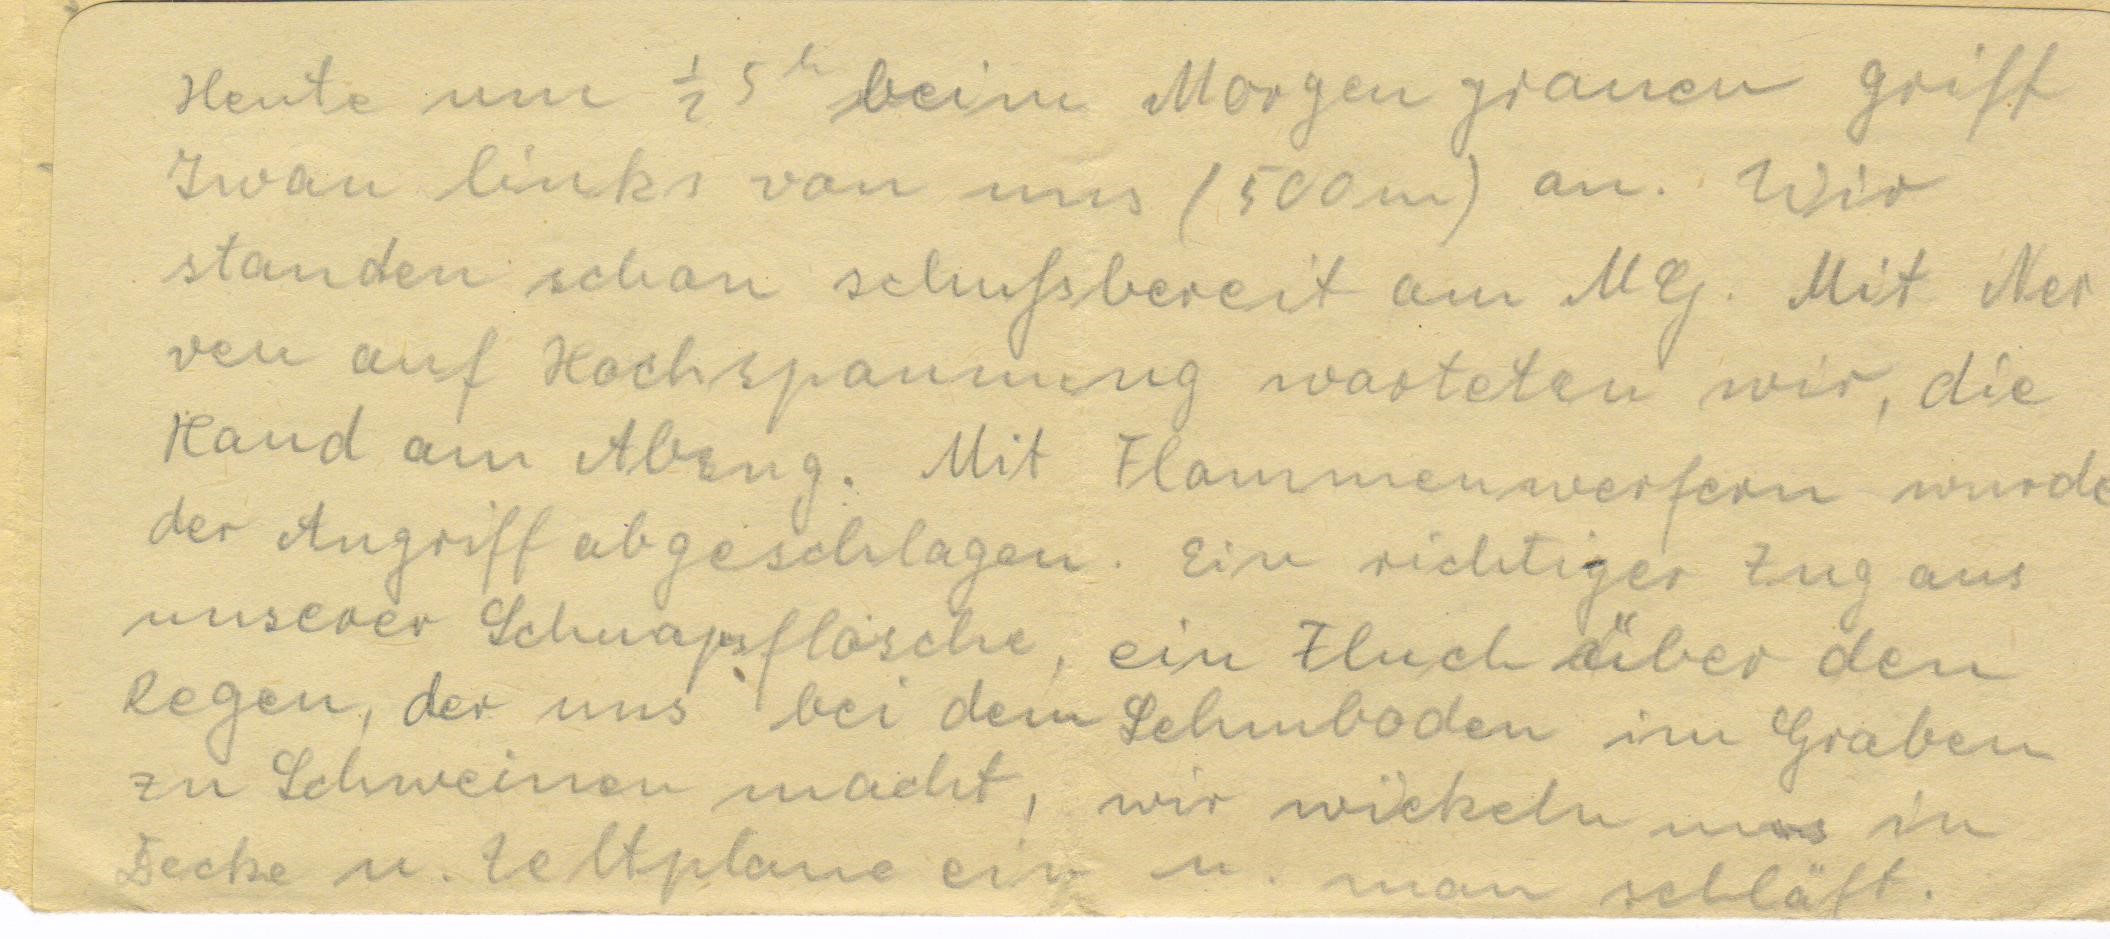 Heute um ½ 5 h beim Morgengrauen griff
Iwan links von uns (500m) an. Wir
standen schon schußbereit am MG. Mit Ner
ven auf Hochspannung warteten wir, die
Hand am Abzug. Mit Flammenwerfern wurde
der Angriff abgeschlagen. Ein richtiger Zug aus
unserer Schnapsflasche, ein Fluch über den
Regen, der uns bei dem Lehmboden im Graben
zu Schweinen macht, wir wickeln uns in
Decke u. Zeltplane ein u. man schläft.